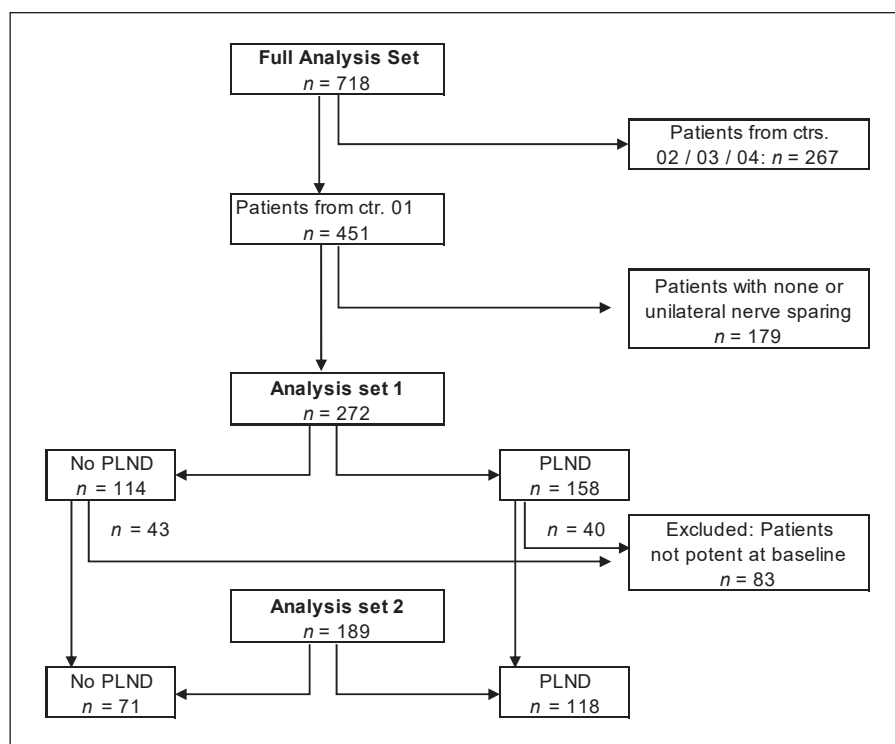 Full Analysis Set
n = 718
Patients from ctrs.
02 / 03 / 04: n = 267
Patients from ctr. 01
n = 451
Patients with none or
unilateral nerve sparing
n = 179
Analysis set 1
n = 272
No PLND
n = 114
PLND
n = 158
n = 43
n = 40
Excluded: Patients
not potent at baseline
n = 83
Analysis set 2
n = 189
No PLND
n = 71
PLND
n = 118